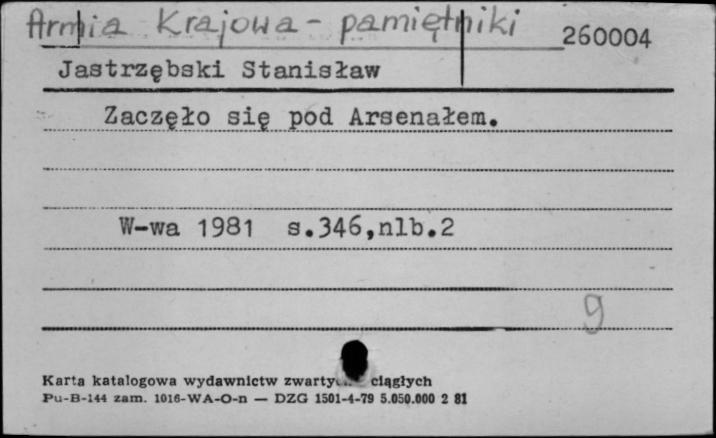 Armia Krajowa - pamiętniki 260004
Jastrzębski Stanisław
Zaczęło się pod Arsenałem.
W-wa 1981 s.346,nlb.2
9
Karta katalogowa wydawnictw ciągłych
Pu-B-144 zam. 1016-WA-O-n — DZG 1501-4-79 5.050.000 2 81